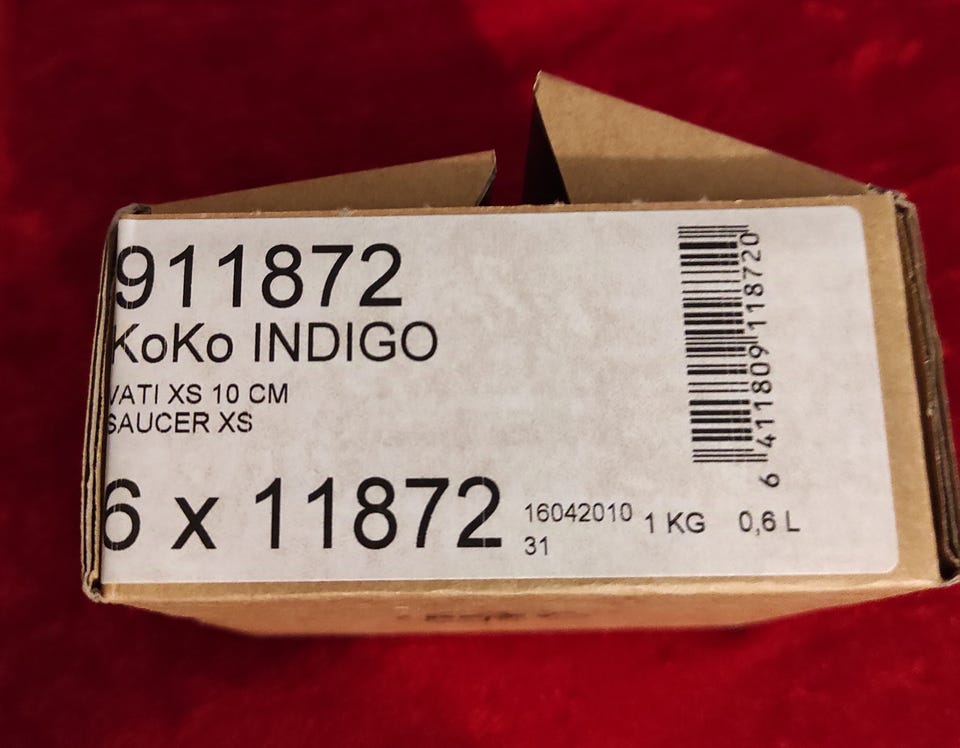 911872
KoKo INDIGO
VATI XS 10 CM
SAUCER XS
6 x 11872
16042010
31
1 KG
0,6 L
6 411809 118720